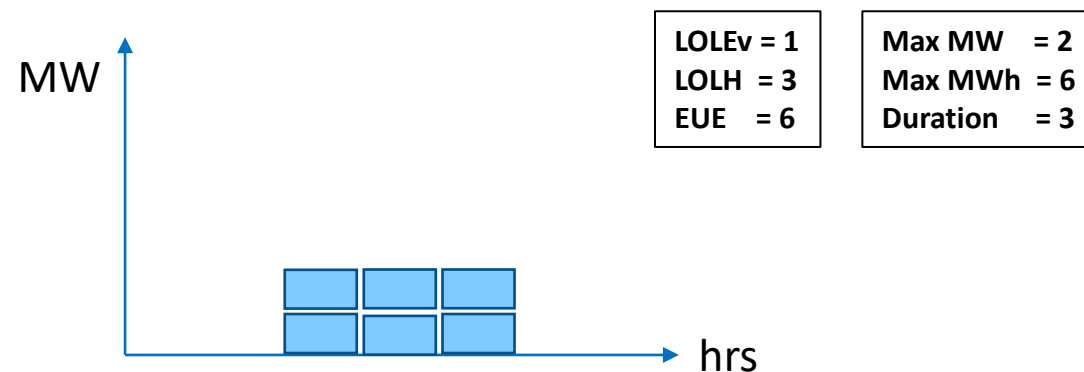 MW
LOLEv = 1
LOLH = 3
EUE = 6
Max MW = 2
Max MWh = 6
Duration = 3
hrs